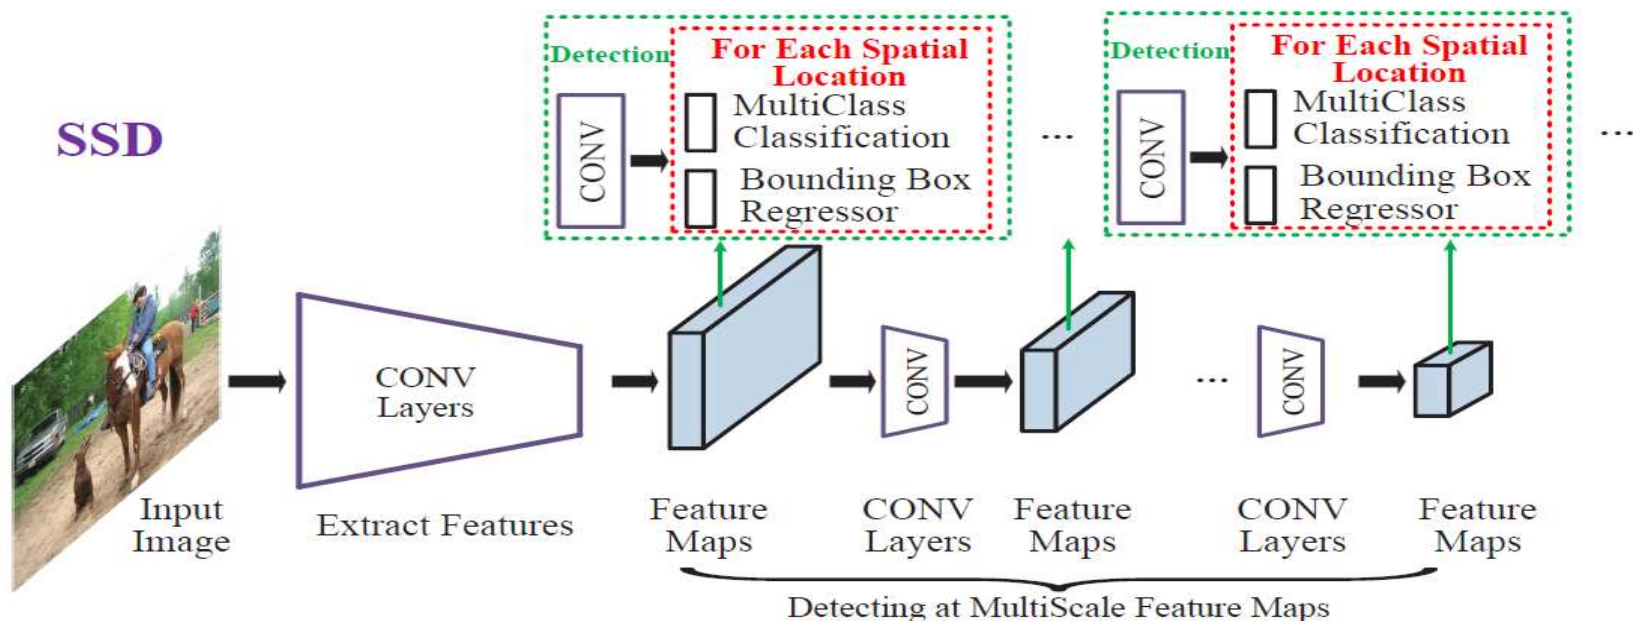 SSD
Detection
For Each Spatial
Location
CONV
MultiClass
Classification
Bounding Box
Regressor
...
Detection
For Each Spatial
Location
CONV
MultiClass
Classification
Bounding Box
Regressor
...
CONV
Layers
CONV
...
CONV
Input
Image
Extract Features
Feature
Maps
CONV
Layers
Feature
Maps
CONV
Layers
Feature
Maps
Detecting at MultiScale Feature Maps